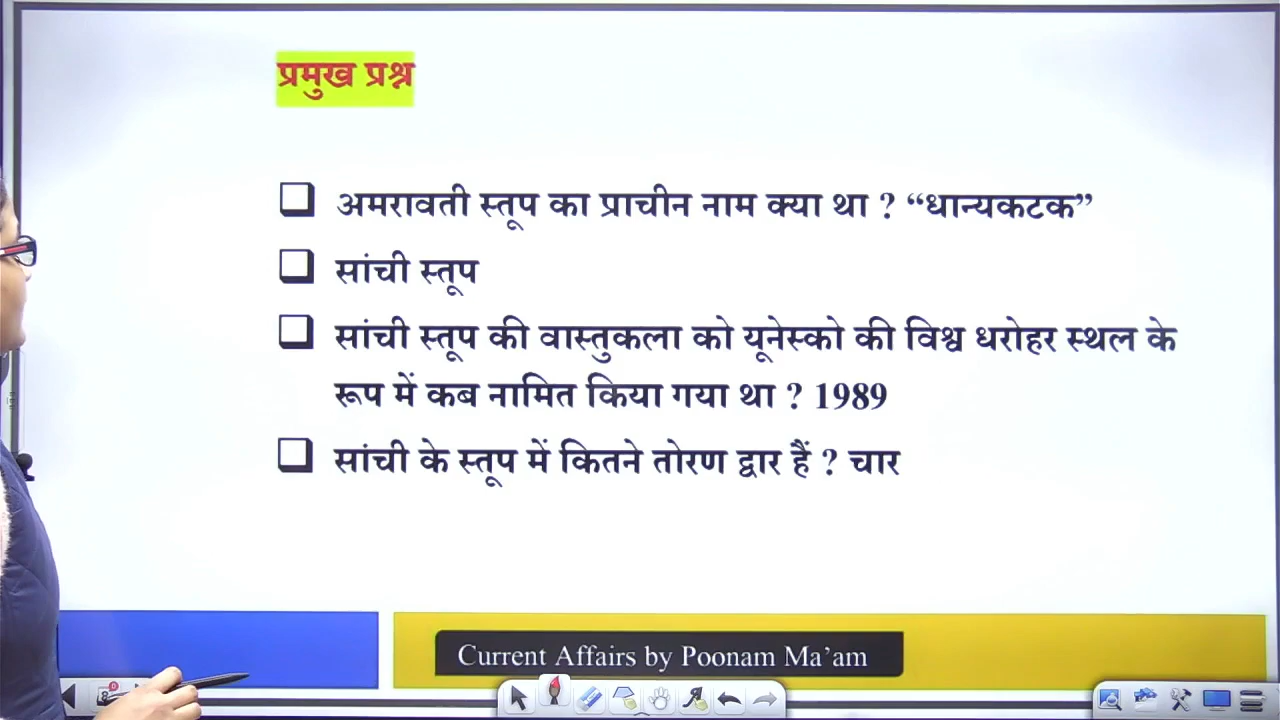 प्रमुख प्रश्न
अमरावती स्तूप का प्राचीन नाम क्या था ? “धान्यकटक”
सांची स्तूप
सांची स्तूप की वास्तुकला को यूनेस्को की विश्व धरोहर स्थल के
रूप में कब नामित किया गया था ? 1989
सांची के स्तूप में कितने तोरण द्वार हैं ? चार
Current Affairs by Poonam Ma’am